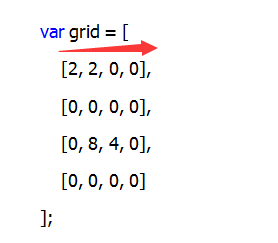 var grid = [
[2, 2, 0, 0],
[0, 0, 0, 0],
[0, 8, 4, 0],
[0, 0, 0, 0]
];